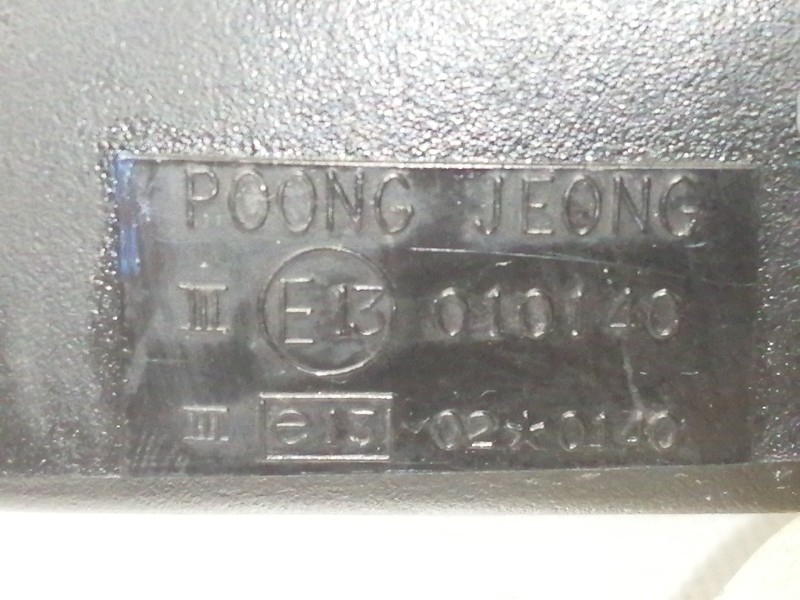 POONG JEONG
III E13 010140
III e13 02*0140